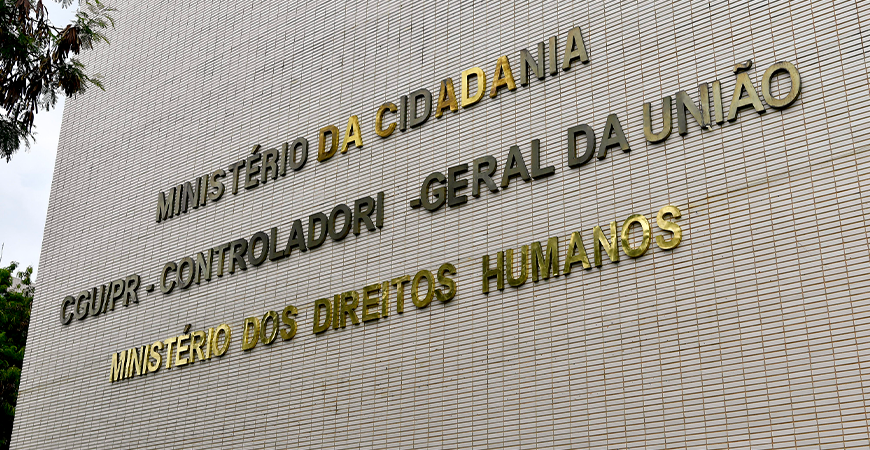 MINISTÉRIO DA CIDADANIA
CGU/PR - CONTROLADORI -GERAL DA UNIÃO
MINISTÉRIO DOS DIREITOS HUMANOS